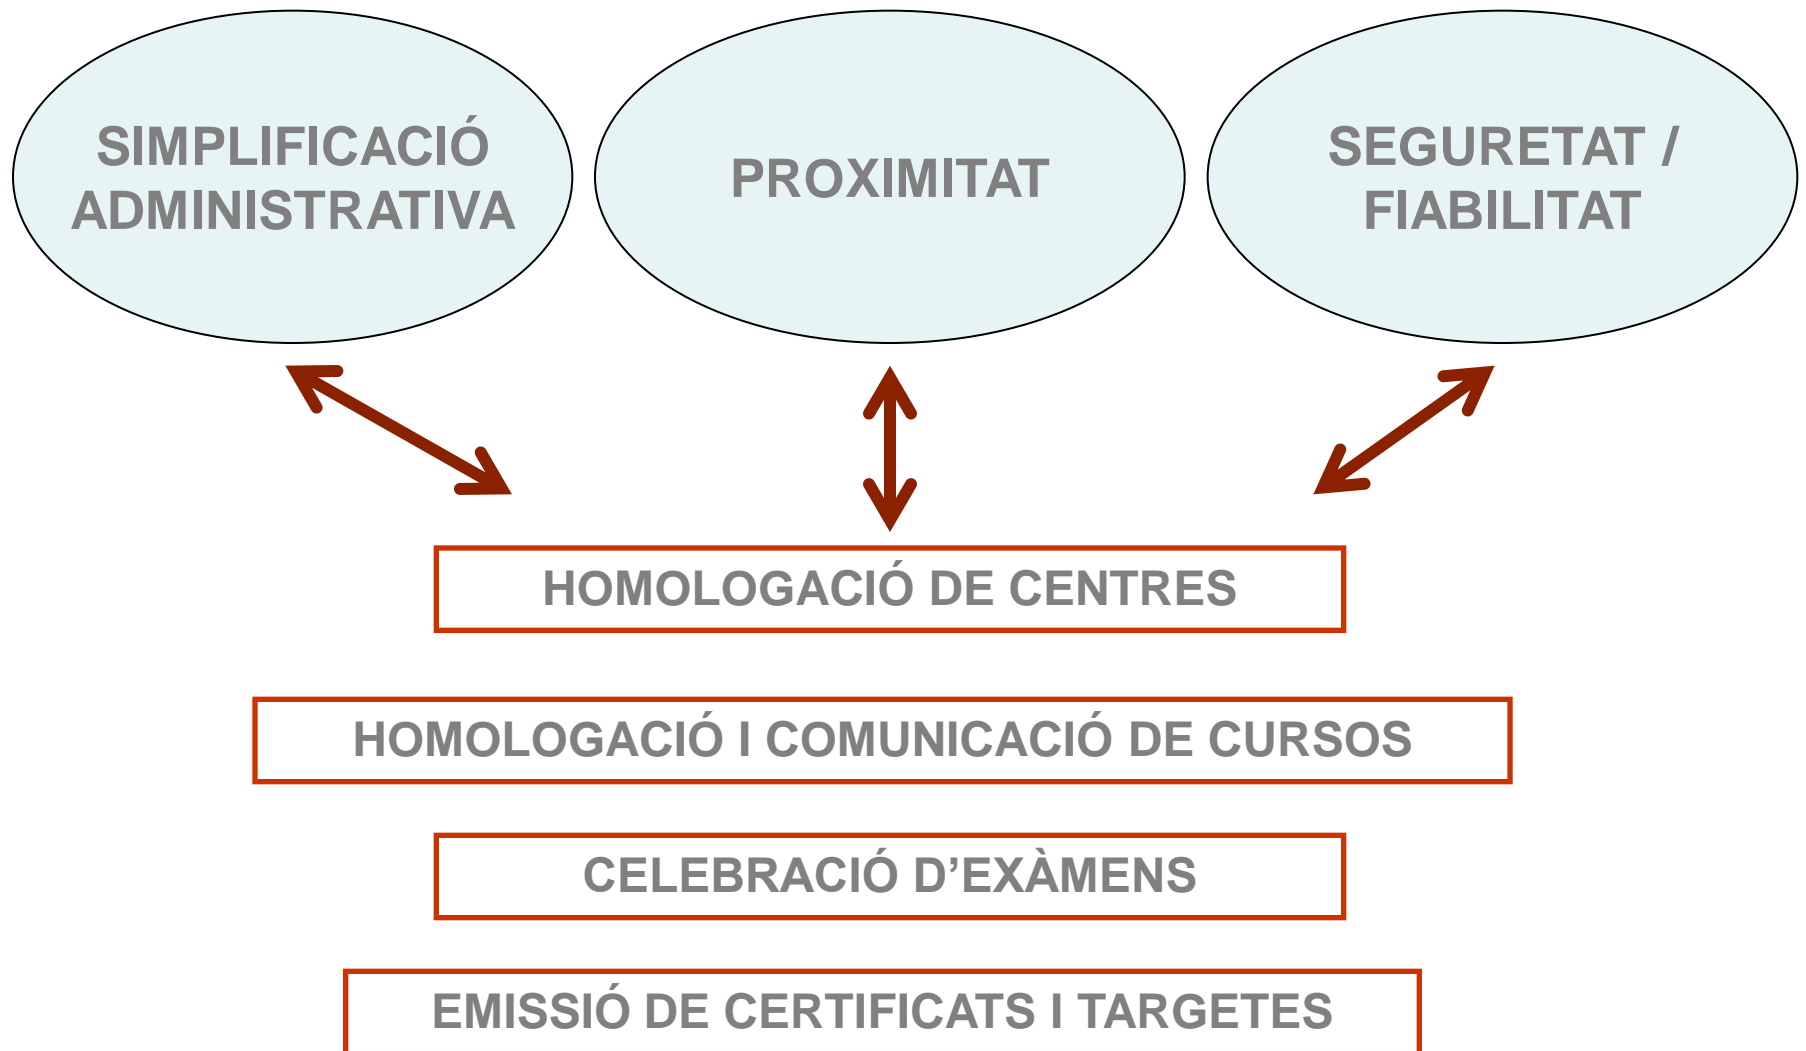 SIMPLIFICACIÓ
ADMINISTRATIVA
PROXIMITAT
SEGURETAT /
FIABILITAT
HOMOLOGACIÓ DE CENTRES
HOMOLOGACIÓ I COMUNICACIÓ DE CURSOS
CELEBRACIÓ D’EXÀMENS
EMISSIÓ DE CERTIFICATS I TARGETES